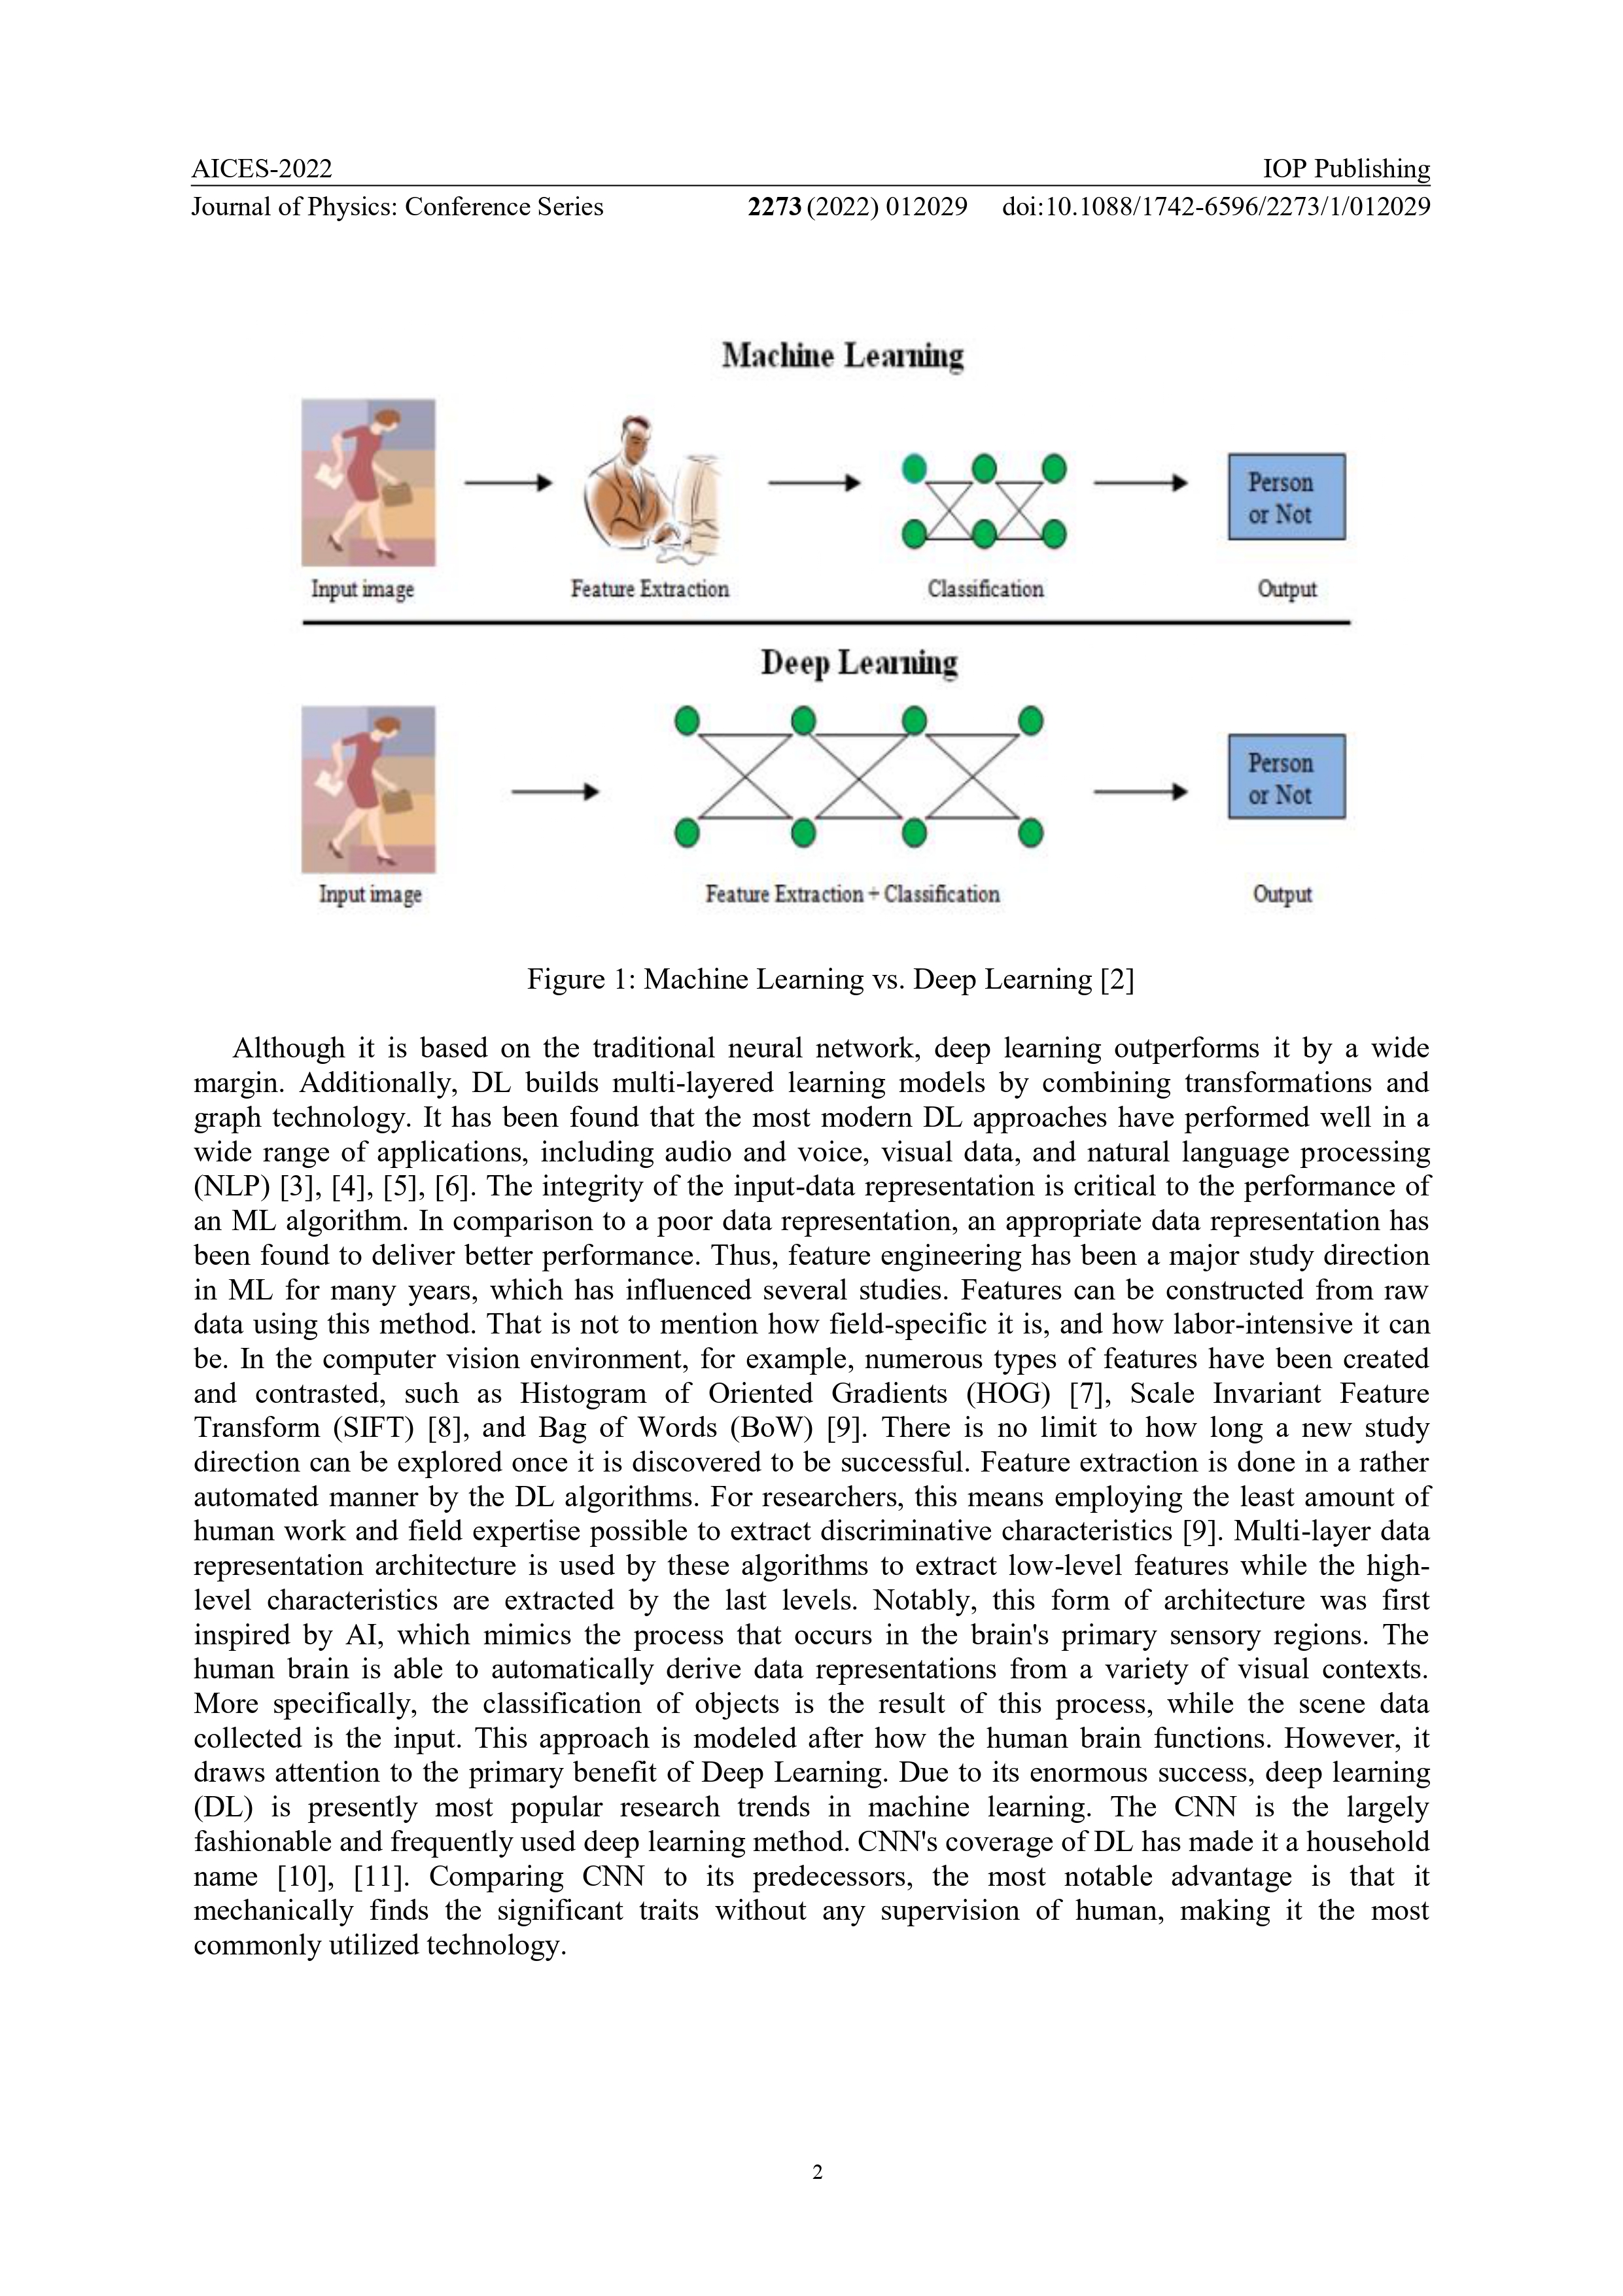 AICES-2022 IOP Publishing
Journal of Physics: Conference Series 2273 (2022) 012029 doi:10.1088/1742-6596/2273/1/012029
Machine Learning
Person
or Not
Input image Feature Extraction Classification Output
Deep Learning
Person
or Not
Input image Feature Extraction + Classification Output
Figure 1: Machine Learning vs. Deep Learning [2]
Although it is based on the traditional neural network, deep learning outperforms it by a wide
margin. Additionally, DL builds multi-layered learning models by combining transformations and
graph technology. It has been found that the most modern DL approaches have performed well in a
wide range of applications, including audio and voice, visual data, and natural language processing
(NLP) [3], [4], [5], [6]. The integrity of the input-data representation is critical to the performance of
an ML algorithm. In comparison to a poor data representation, an appropriate data representation has
been found to deliver better performance. Thus, feature engineering has been a major study direction
in ML for many years, which has influenced several studies. Features can be constructed from raw
data using this method. That is not to mention how field-specific it is, and how labor-intensive it can
be. In the computer vision environment, for example, numerous types of features have been created
and contrasted, such as Histogram of Oriented Gradients (HOG) [7], Scale Invariant Feature
Transform (SIFT) [8], and Bag of Words (BoW) [9]. There is no limit to how long a new study
direction can be explored once it is discovered to be successful. Feature extraction is done in a rather
automated manner by the DL algorithms. For researchers, this means employing the least amount of
human work and field expertise possible to extract discriminative characteristics [9]. Multi-layer data
representation architecture is used by these algorithms to extract low-level features while the high-
level characteristics are extracted by the last levels. Notably, this form of architecture was first
inspired by AI, which mimics the process that occurs in the brain's primary sensory regions. The
human brain is able to automatically derive data representations from a variety of visual contexts.
More specifically, the classification of objects is the result of this process, while the scene data
collected is the input. This approach is modeled after how the human brain functions. However, it
draws attention to the primary benefit of Deep Learning. Due to its enormous success, deep learning
(DL) is presently most popular research trends in machine learning. The CNN is the largely
fashionable and frequently used deep learning method. CNN's coverage of DL has made it a household
name [10], [11]. Comparing CNN to its predecessors, the most notable advantage is that it
mechanically finds the significant traits without any supervision of human, making it the most
commonly utilized technology.
2